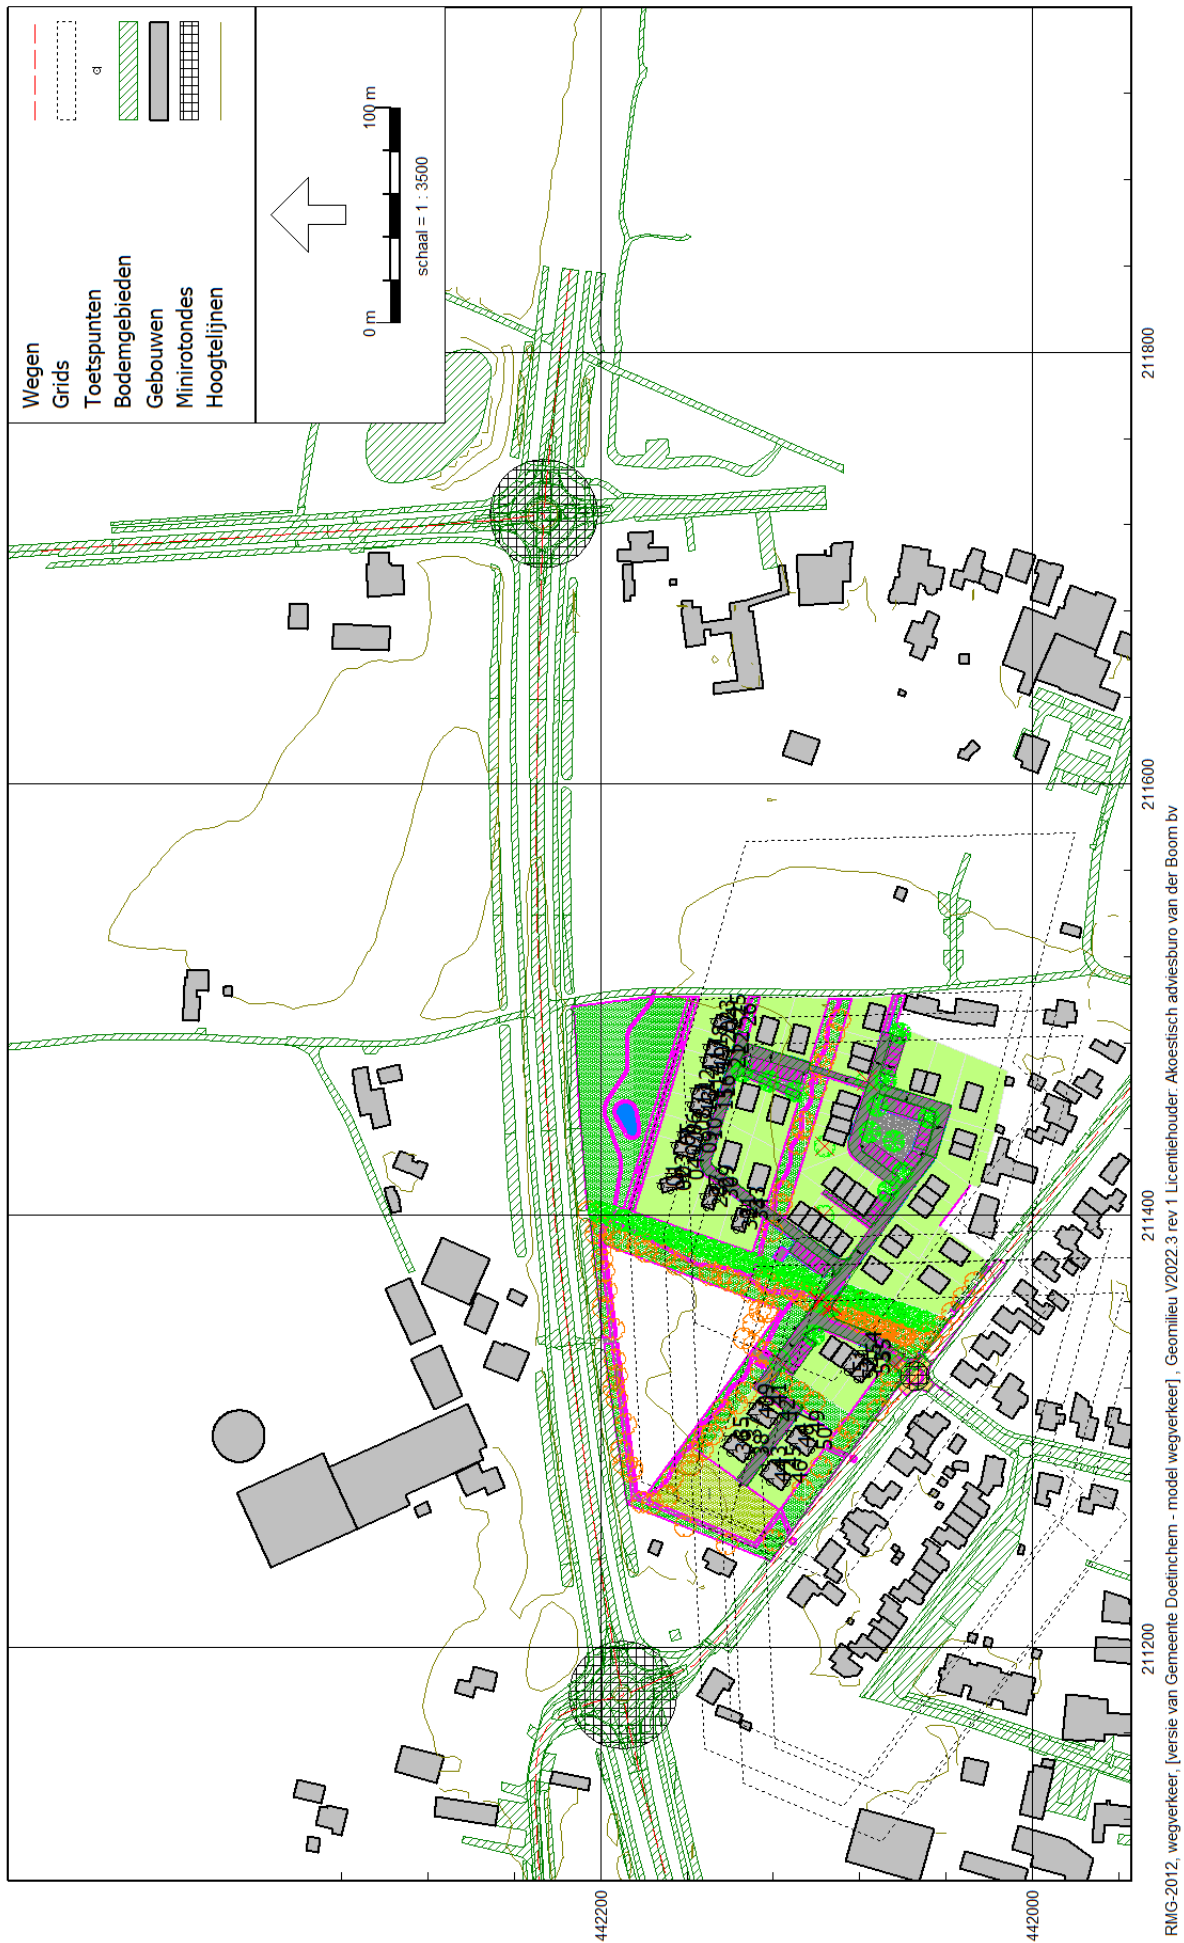 Wegen
Grids
Toetspunten
Bodemgebieden
Gebouwen
Minirotondes
Hoogtelijnen
0 m
100 m
schaal = 1 : 3500
442200
442000
211200
211400
211600
211800
RMG-2012, wegverkeer, [versie van Gemeente Doetinchem - model wegverkeer] , Geomilieu V2022.3 rev 1 Licentiehouder: Akoestisch adviesburo van der Boom bv